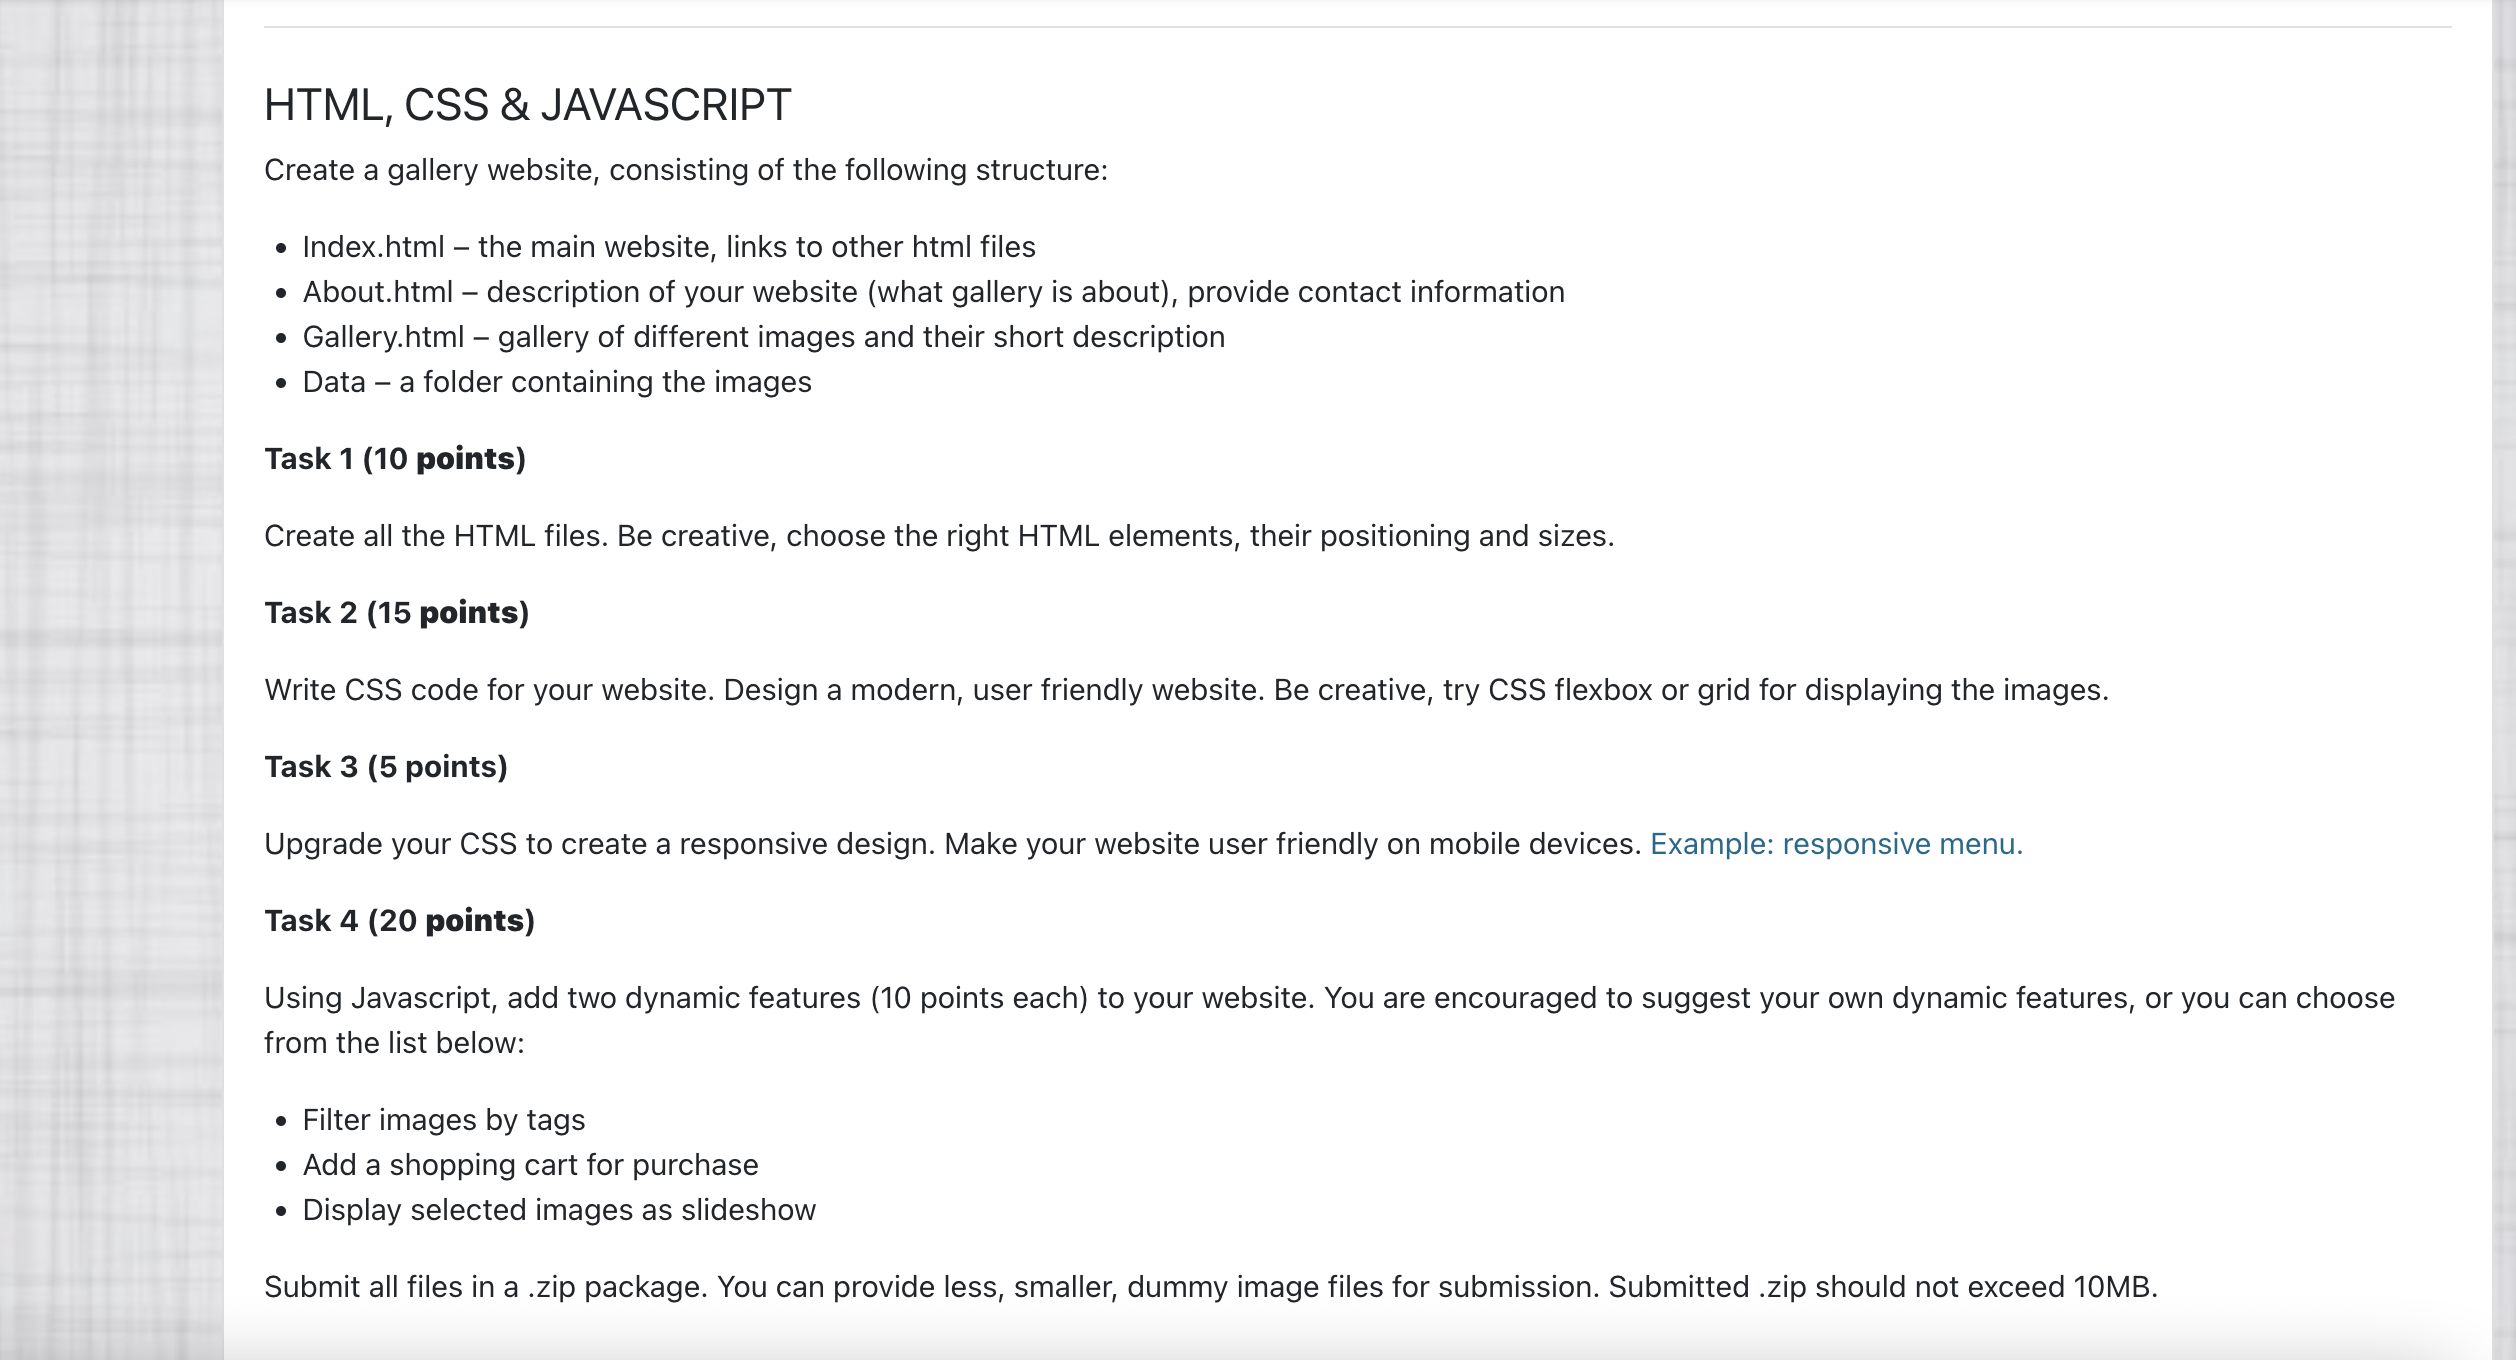 HTML, CSS & JAVASCRIPT
Create a gallery website, consisting of the following structure:
• Index.html – the main website, links to other html files
• About.html – description of your website (what gallery is about), provide contact information
• Gallery.html – gallery of different images and their short description
• Data – a folder containing the images
Task 1 (10 points)
Create all the HTML files. Be creative, choose the right HTML elements, their positioning and sizes.
Task 2 (15 points)
Write CSS code for your website. Design a modern, user friendly website. Be creative, try CSS flexbox or grid for displaying the images.
Task 3 (5 points)
Upgrade your CSS to create a responsive design. Make your website user friendly on mobile devices. Example: responsive menu.
Task 4 (20 points)
Using Javascript, add two dynamic features (10 points each) to your website. You are encouraged to suggest your own dynamic features, or you can choose
from the list below:
• Filter images by tags
• Add a shopping cart for purchase
• Display selected images as slideshow
Submit all files in a .zip package. You can provide less, smaller, dummy image files for submission. Submitted .zip should not exceed 10MB.